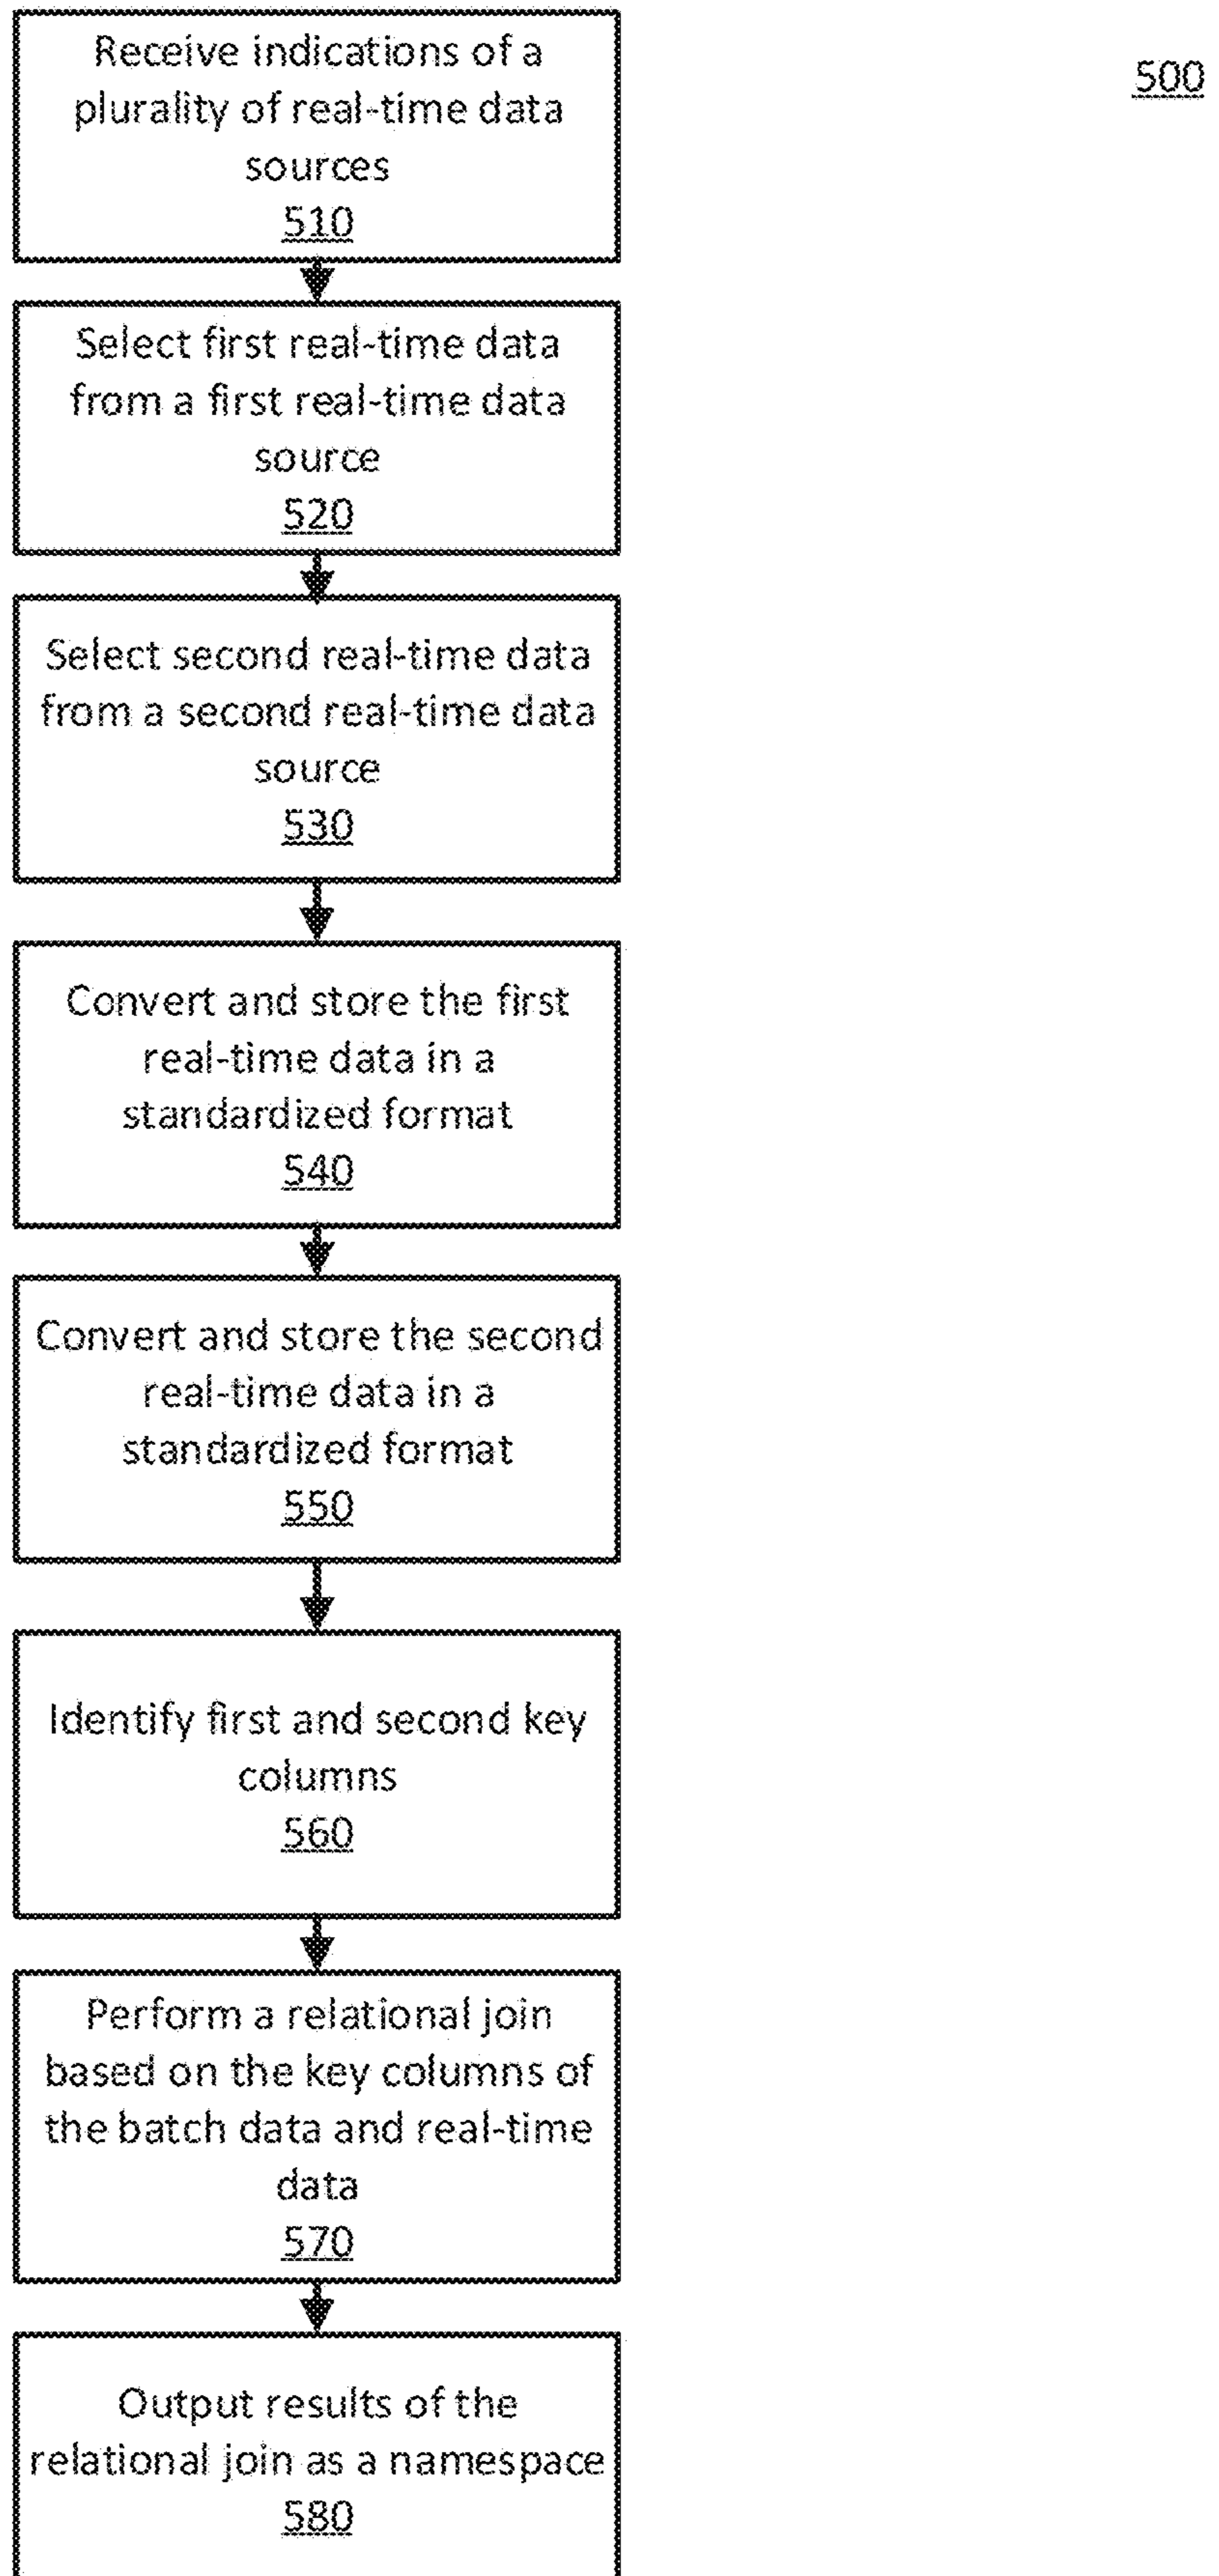 Receive indications of a
plurality of real-time data
sources
510
500
Select first real-time data
from a first real-time data
source
520
Select second real-time data
from a second real-time data
source
530
Convert and store the first
real-time data in a
standardized format
540
Convert and store the second
real-time data in a
standardized format
550
Identify first and second key
columns
560
Perform a relational join
based on the key columns of
the batch data and real-time
data
570
Output results of the
relational join as a namespace
580